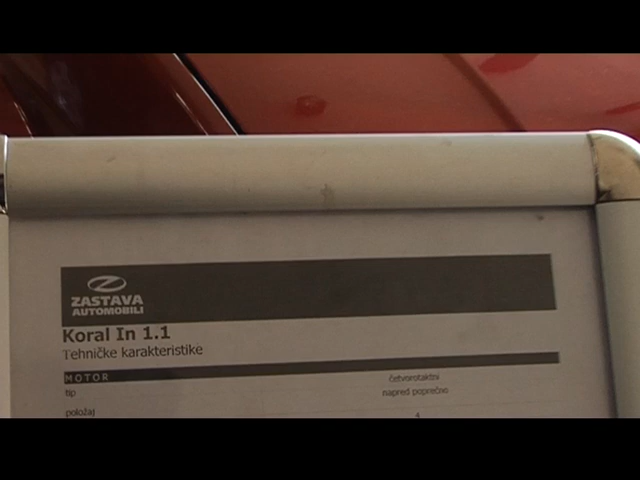 ZASTAVA
AUTOMOBILI
Koral In 1.1
Tehničke karakteristike
MOTOR
tip četvorotaktni
položaj napred poprečno
4